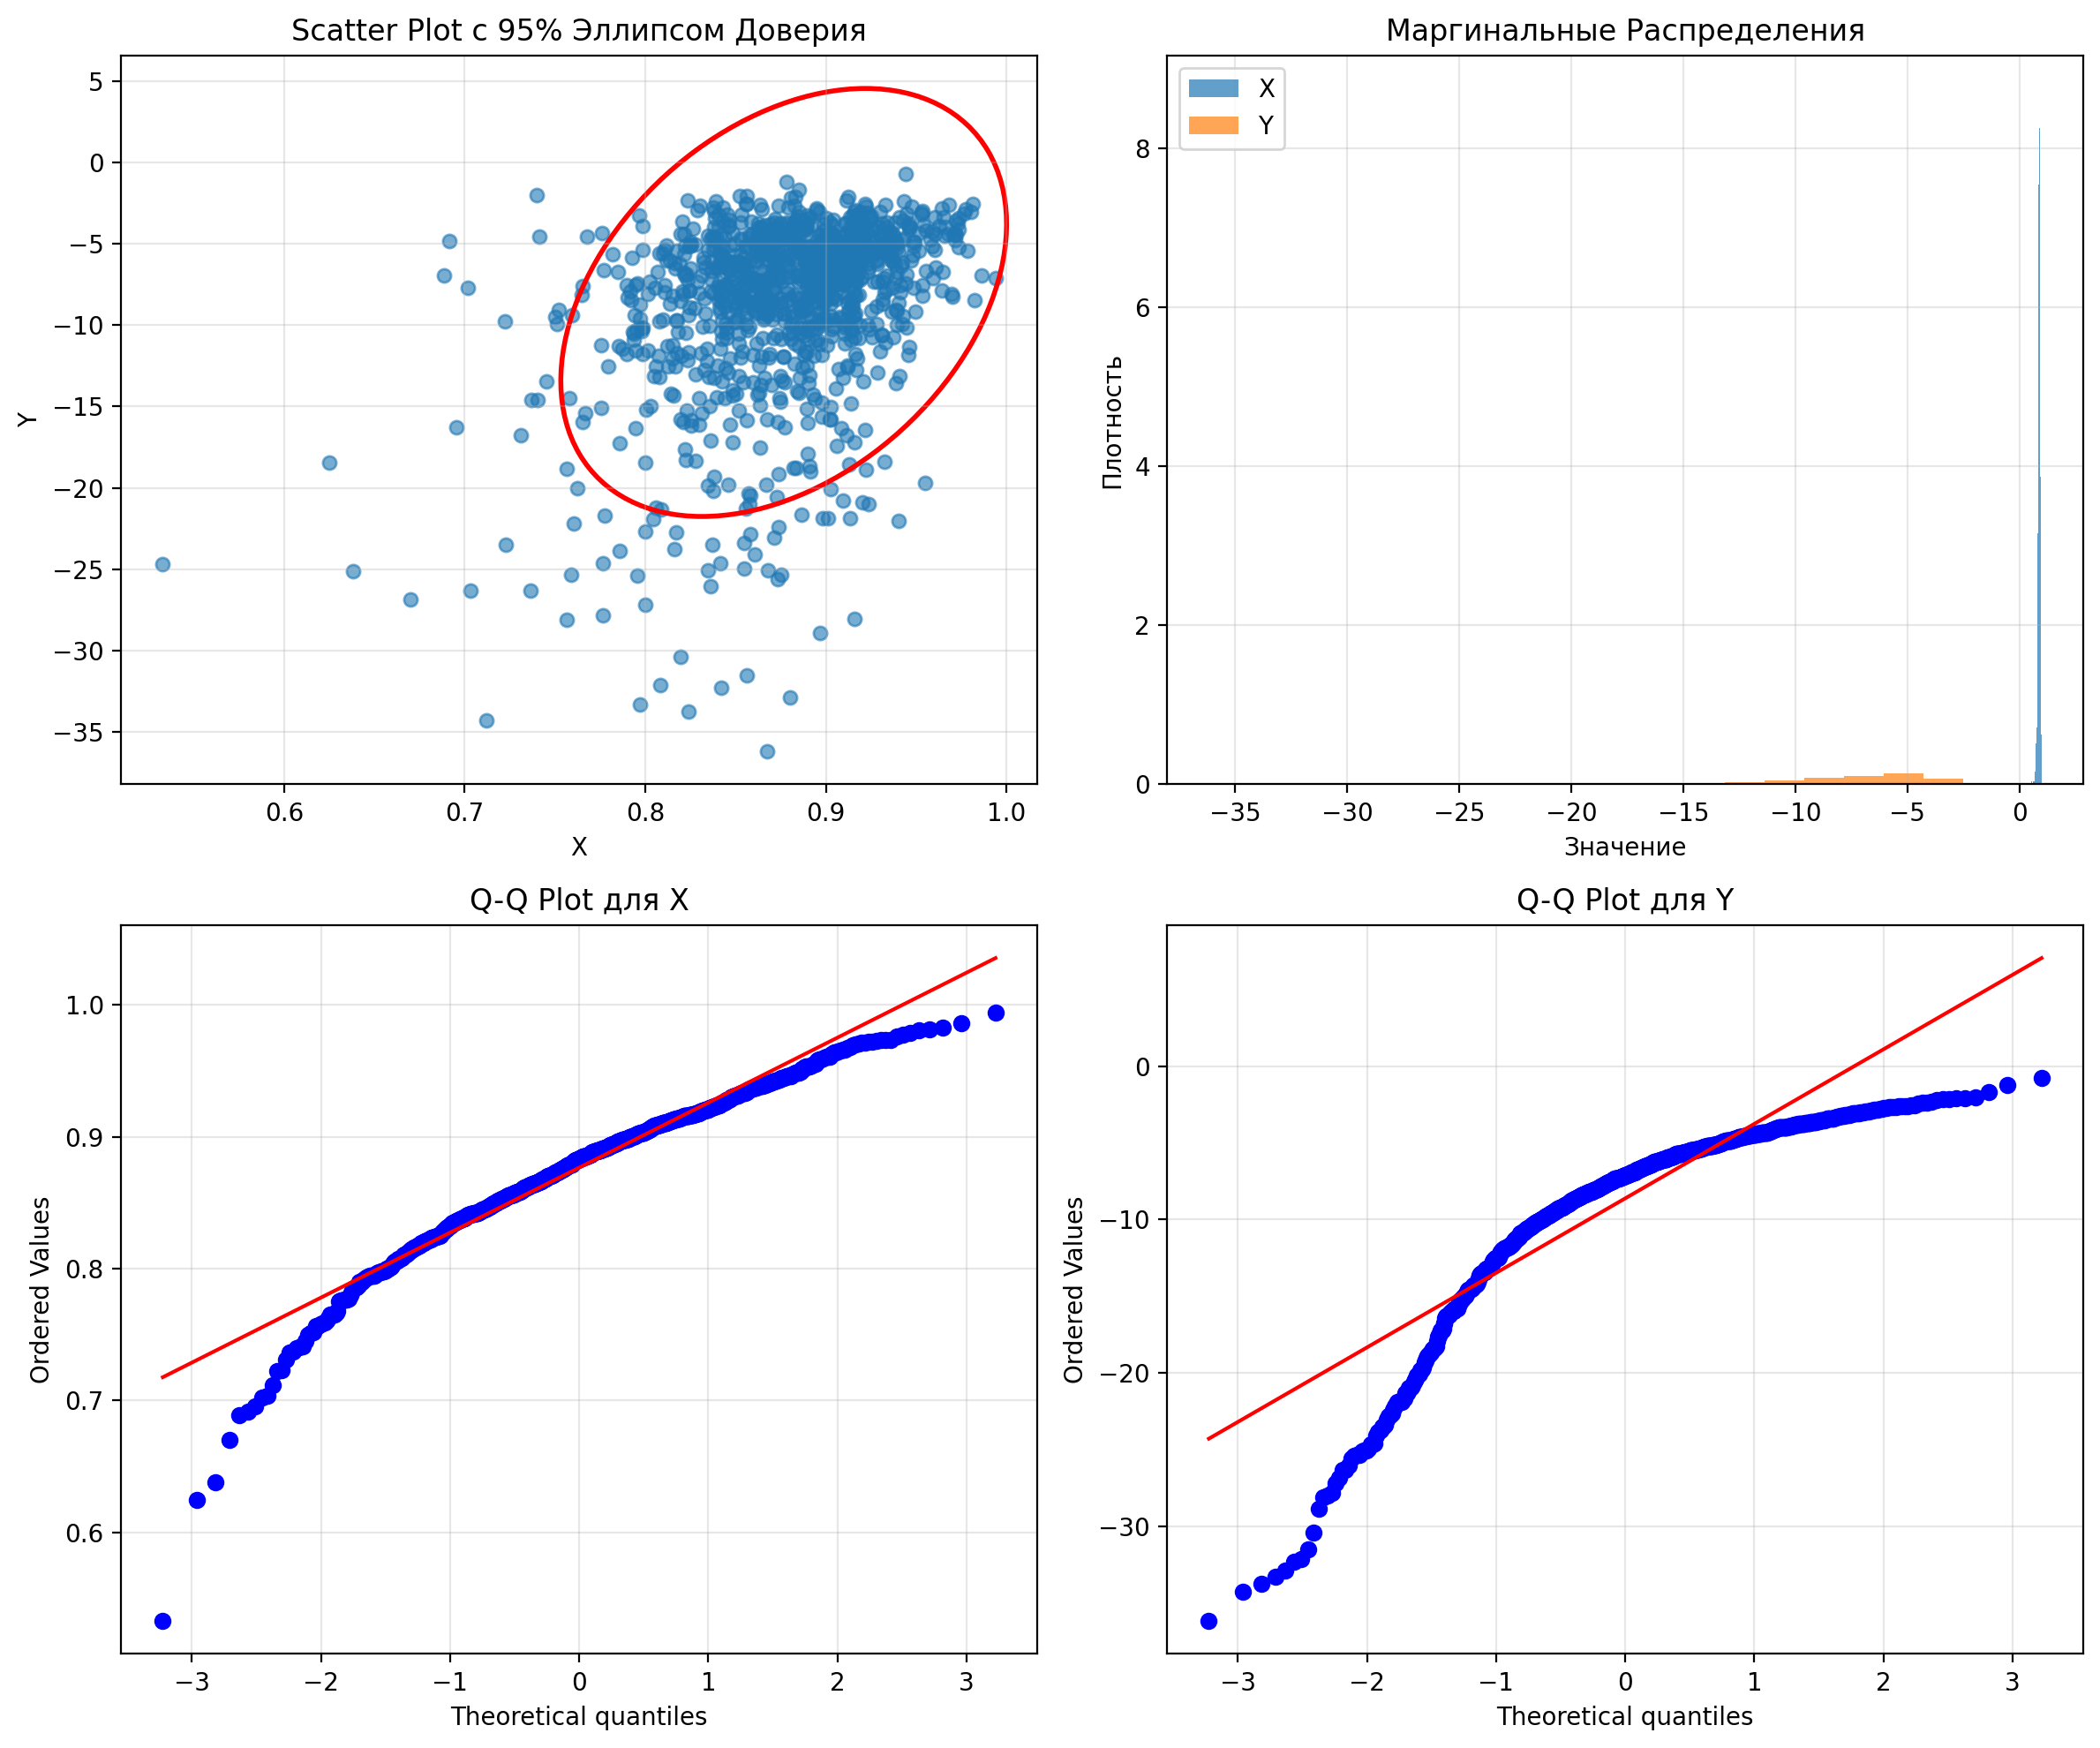 Scatter Plot с 95% Эллипсом Доверия
5
0
−5
−10
−15
−20
−25
−30
−35
Y
0.6 0.7 0.8 0.9 1.0
X
Маргинальные Распределения
X
Y
8
6
4
2
0
Плотность
−35 −30 −25 −20 −15 −10 −5 0
Значение
Q-Q Plot для X
1.0
0.9
0.8
0.7
0.6
Ordered Values
−3 −2 −1 0 1 2 3
Theoretical quantiles
Q-Q Plot для Y
0
−10
−20
−30
Ordered Values
−3 −2 −1 0 1 2 3
Theoretical quantiles